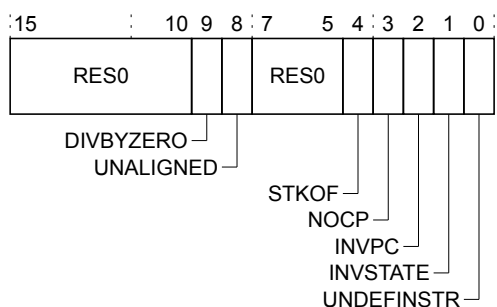 15 10 9 8 7 5 4 3 2 1 0
RES0 RES0
DIVBYZERO
UNALIGNED
STKOF
NOCP
INVPC
INVSTATE
UNDEFINSTR